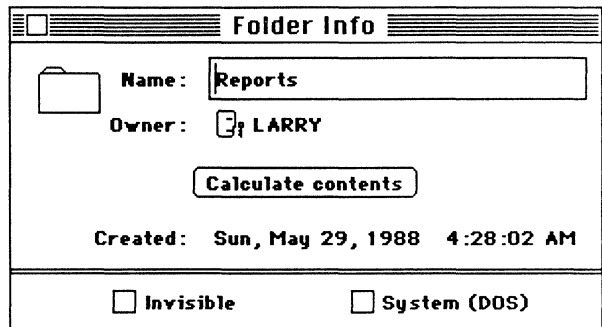 Folder Info
Name: Reports
Owner: LARRY
Calculate contents
Created: Sun, May 29, 1988 4:28:02 AM
Invisible System (DOS)